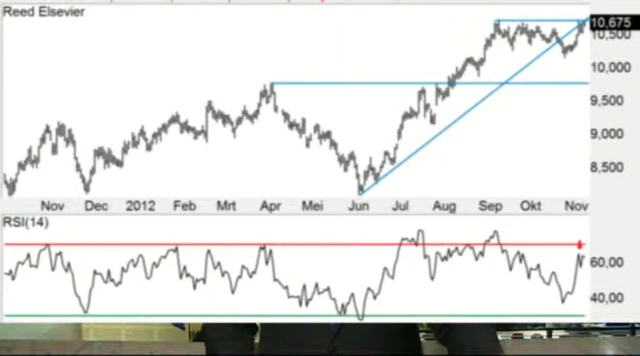 Reed Elsevier
10,675
10,500
10,000
9,500
9,000
8,500
Nov Dec 2012 Feb Mrt Apr Mei Jun Jul Aug Sep Okt Nov
RSI(14)
60,00
40,00